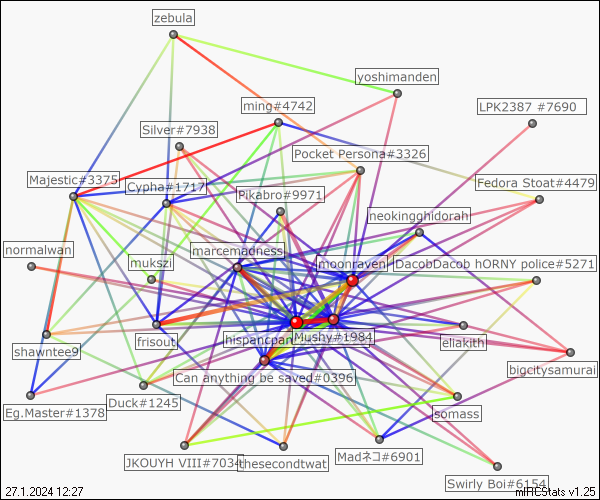 zebula
yoshimanden
ming#4742
LPK2387 #7690
Silver#7938
Pocket Persona#3326
Majestic#3375
Cypha#1717
Pikabro#9971
Fedora Stoat#4479
neokingghidorah
normalwan
marcemadness
mukszi
moonraven
DacobDacob hORNY police#5271
shawntee9
frisout
hispancpan
Mushy#1984
eliakith
Can anything be saved#0396
bigcitysamurai
Eg.Master#1378
Duck#1245
somass
JKOUYH VIII#7034
thesecondtwat
Madネコ#6901
Swirly Boi#6154
27.1.2024 12:27
mIRCStats v1.25